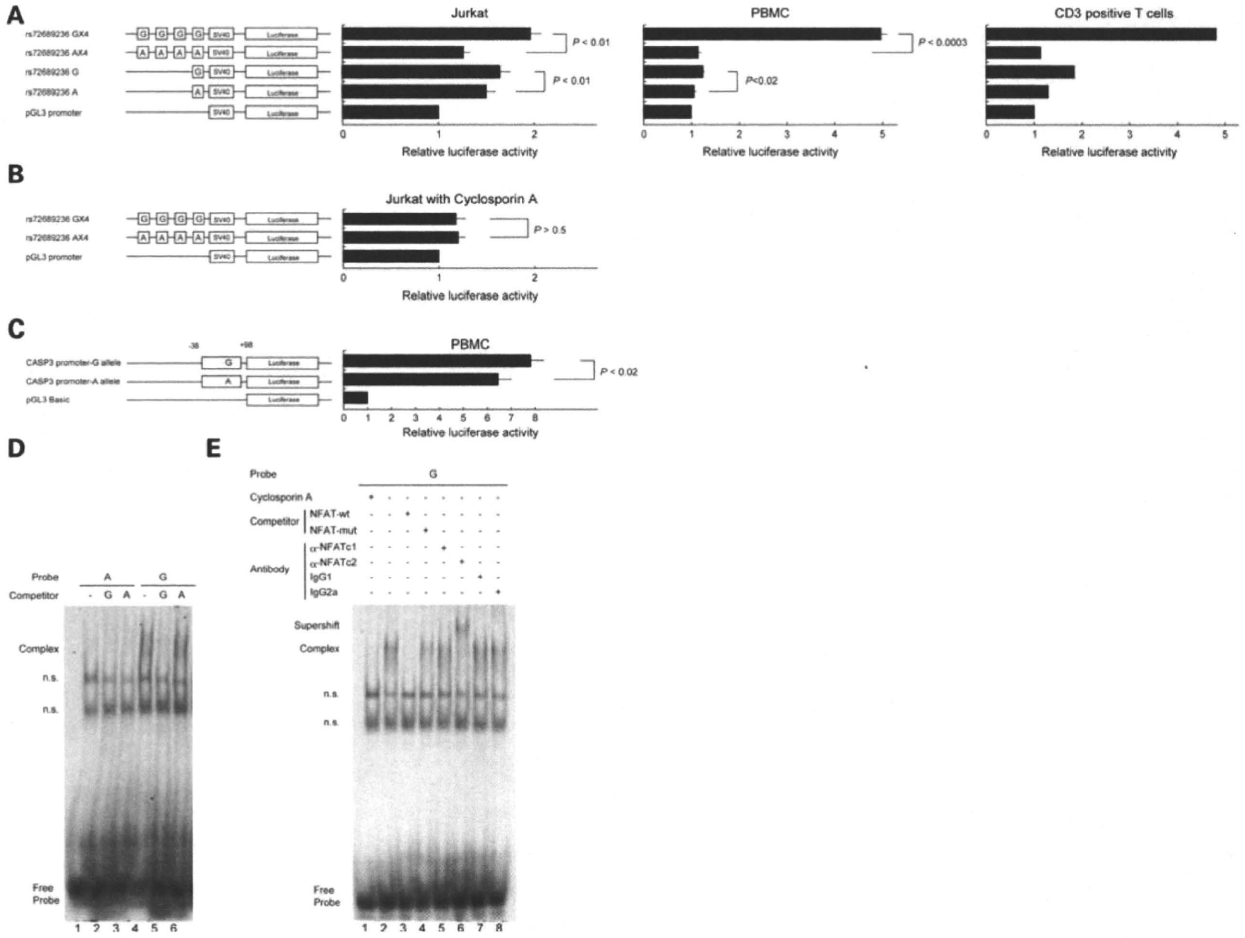 A
Jurkat
PBMC
CD3 positive T cells
rs72689236 GX4
G G G G SV40 Luciferase
P < 0.01
P < 0.0003
rs72689236 AX4
A A A A SV40 Luciferase
rs72689236 G
G SV40 Luciferase
P < 0.01
P<0.02
rs72689236 A
A SV40 Luciferase
pGL3 promoter
SV40 Luciferase
0 1 2
0 1 2 3 4 5
0 1 2 3 4 5
Relative luciferase activity
Relative luciferase activity
Relative luciferase activity
B
Jurkat with Cyclosporin A
rs72689236 GX4
G G G G SV40 Luciferase
P > 0.5
rs72689236 AX4
A A A A SV40 Luciferase
pGL3 promoter
SV40 Luciferase
0 1 2
Relative luciferase activity
C
PBMC
-36 +98
CASP3 promoter-G allele
G Luciferase
P < 0.02
CASP3 promoter-A allele
A Luciferase
pGL3 Basic
Luciferase
0 1 2 3 4 5 6 7 8
Relative luciferase activity
D
Probe A G
Competitor - G A - G A
Complex
n.s.
n.s.
Free
Probe
1 2 3 4 5 6
E
Probe G
Cyclosporin A + - - - - - - -
Competitor
NFAT-wt - - + - - - - -
NFAT-mut - - - + - - - -
Antibody
α-NFATc1 - - - - + - - -
α-NFATc2 - - - - - + - -
IgG1 - - - - - - + -
IgG2a - - - - - - - +
Supershift
Complex
n.s.
n.s.
Free
Probe
1 2 3 4 5 6 7 8